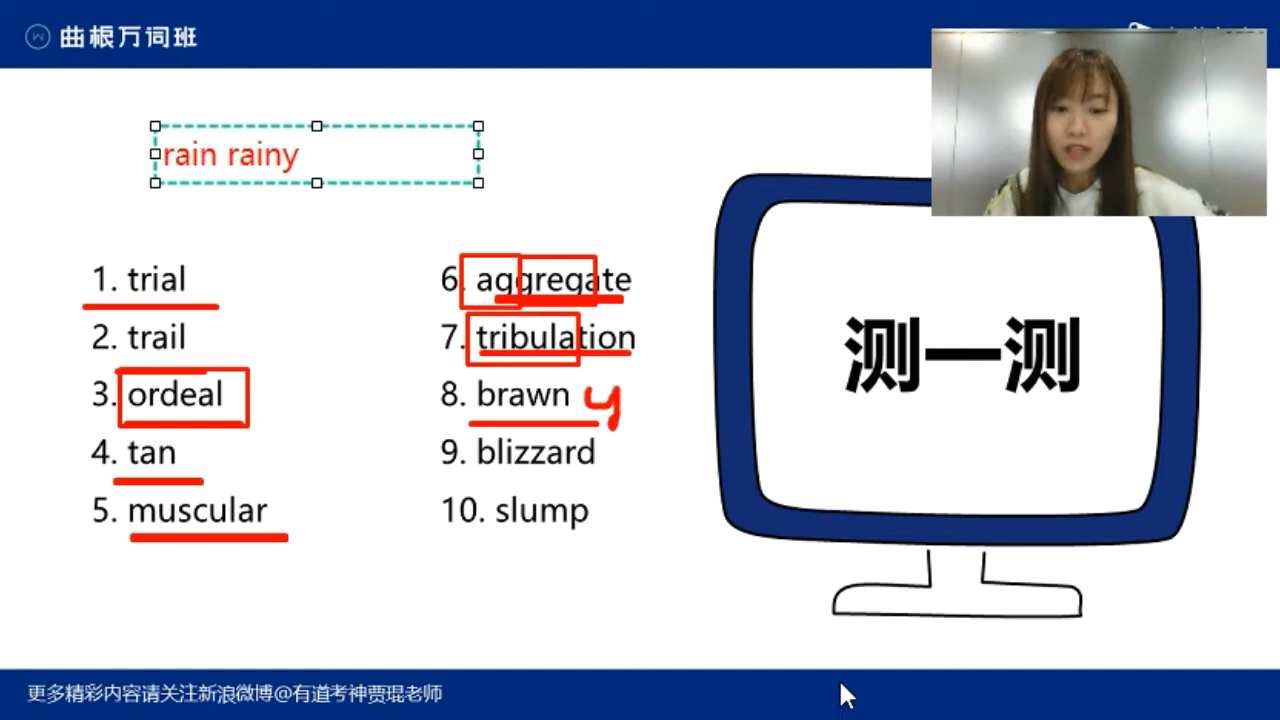 曲根万词班
rain rainy
1. trial
2. trail
3. ordeal
4. tan
5. muscular
6. aggregate
7. tribulation
8. brawn y
9. blizzard
10. slump
测一测
更多精彩内容请关注新浪微博@有道考神贾琨老师